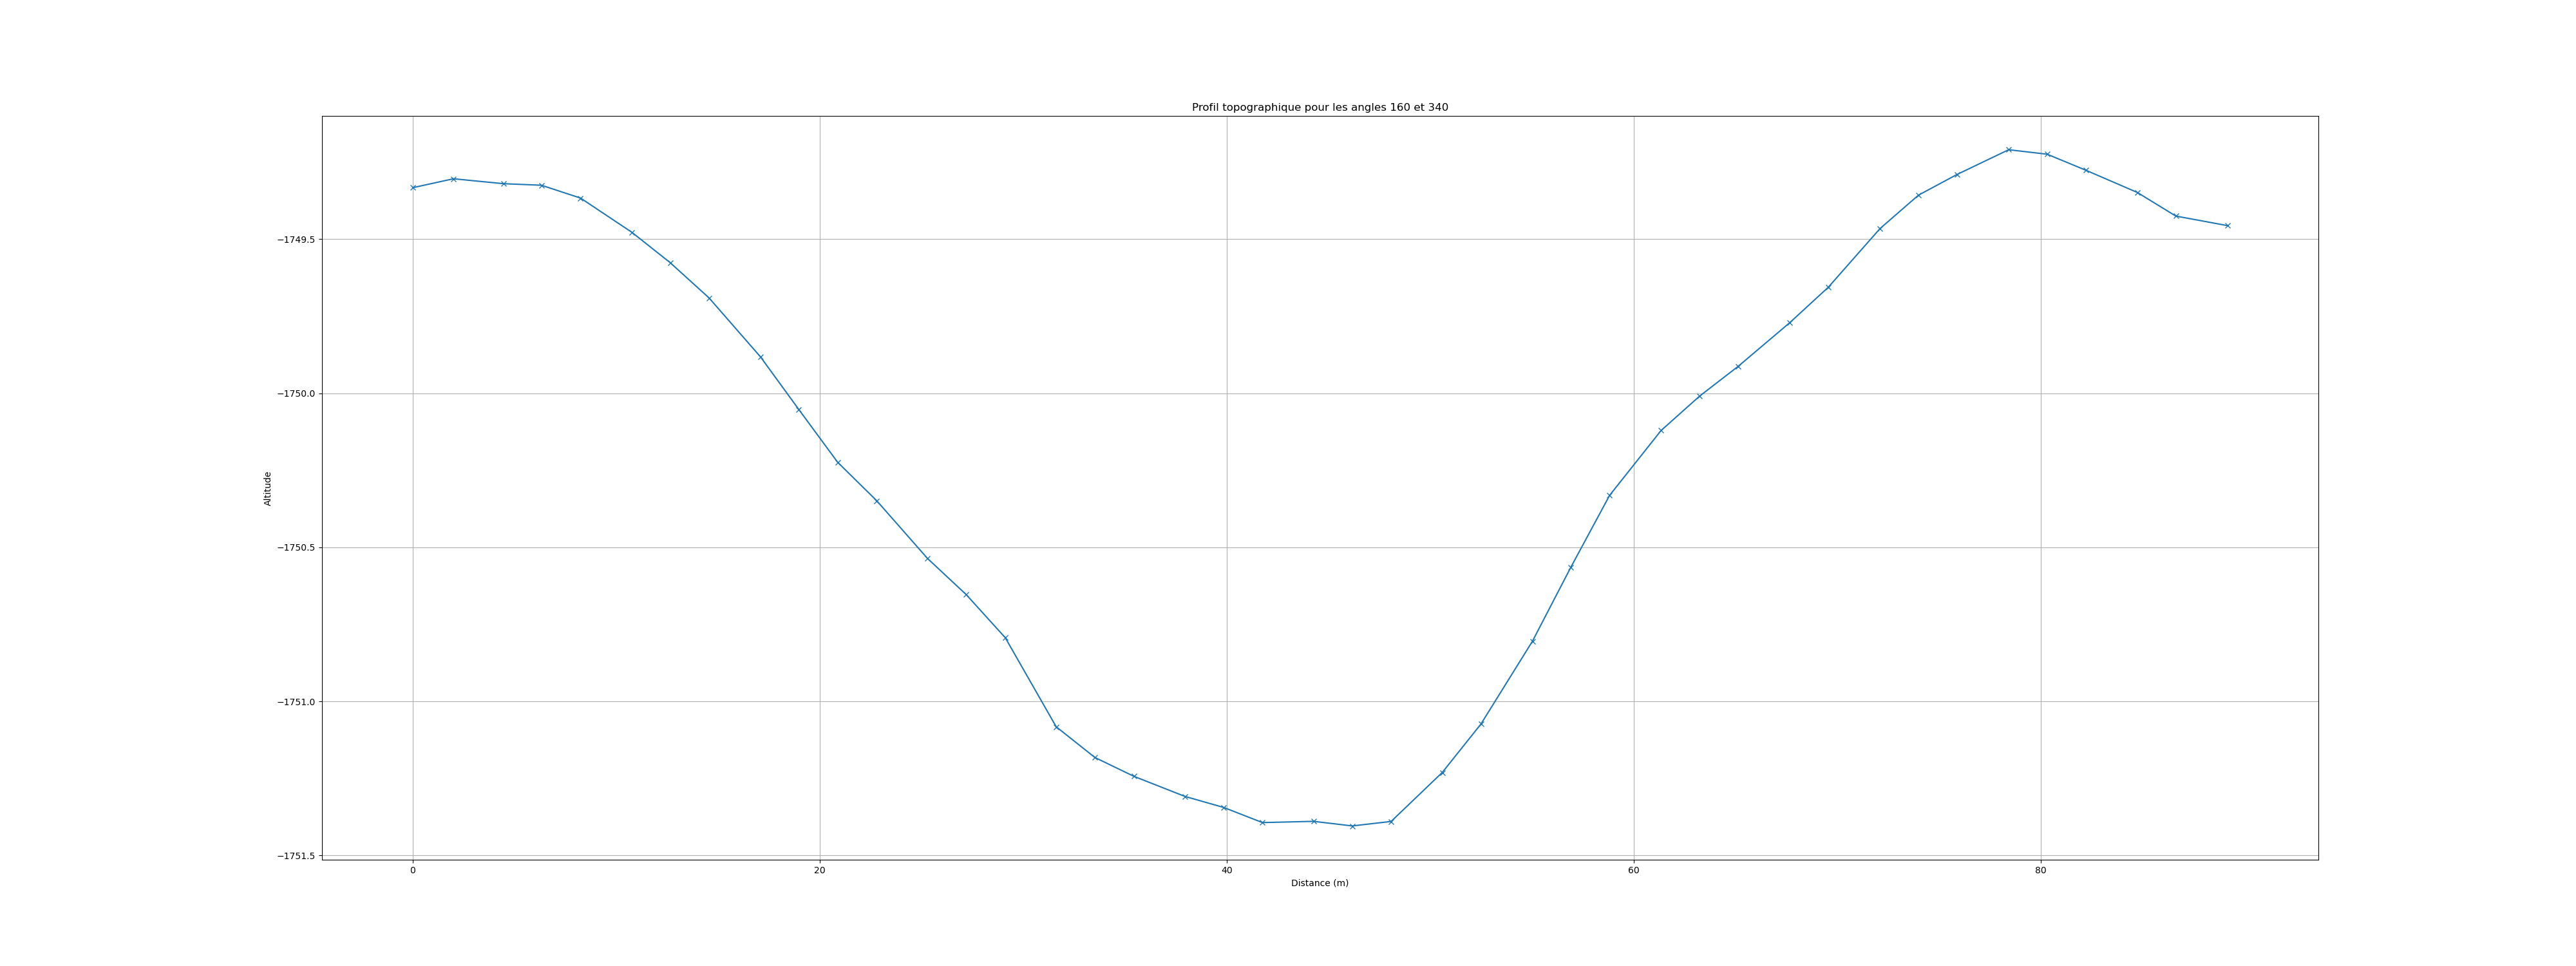 Profil topographique pour les angles 160 et 340
−1749.5
−1750.0
Altitude
−1750.5
−1751.0
−1751.5
0 20 40 60 80
Distance (m)